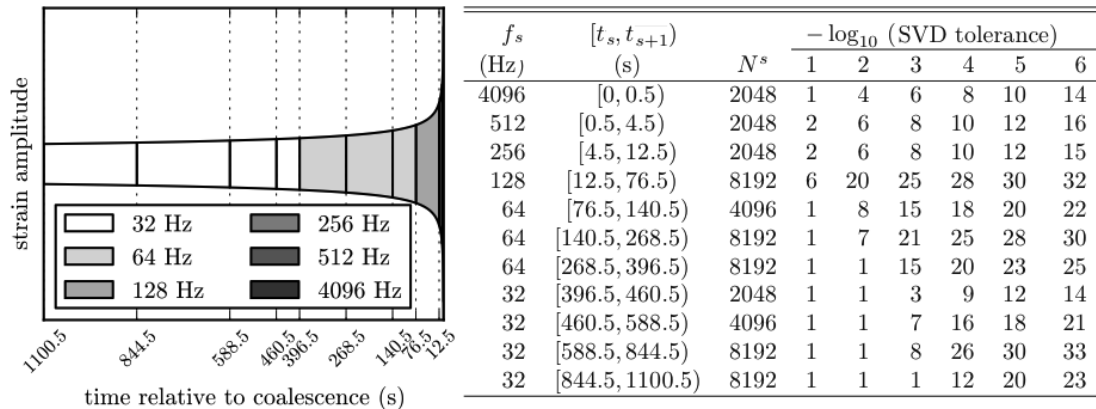 strain amplitude
32 Hz
64 Hz
128 Hz
256 Hz
512 Hz
4096 Hz
1100.5 844.5 588.5 460.5 396.5 268.5 140.5 76.5 12.5
time relative to coalescence (s)
f_s [t_s, t_{s+1}) − log₁₀ (SVD tolerance)
(Hz) (s) N^s 1 2 3 4 5 6
4096 [0, 0.5) 2048 1 4 6 8 10 14
512 [0.5, 4.5) 2048 2 6 8 10 12 16
256 [4.5, 12.5) 2048 2 6 8 10 12 15
128 [12.5, 76.5) 8192 6 20 25 28 30 32
64 [76.5, 140.5) 4096 1 8 15 18 20 22
64 [140.5, 268.5) 8192 1 7 21 25 28 30
64 [268.5, 396.5) 8192 1 1 15 20 23 25
32 [396.5, 460.5) 2048 1 1 3 9 12 14
32 [460.5, 588.5) 4096 1 1 7 16 18 21
32 [588.5, 844.5) 8192 1 1 8 26 30 33
32 [844.5, 1100.5) 8192 1 1 1 12 20 23